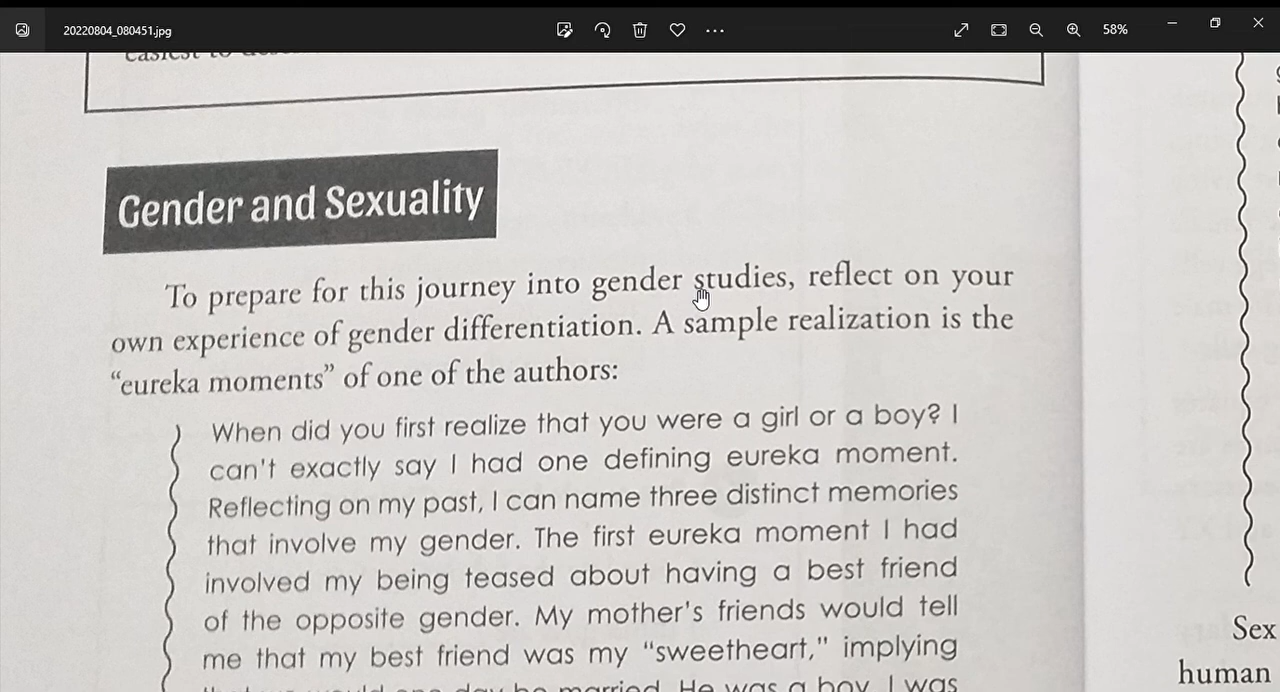 20220804_080451.jpg
58%
Gender and Sexuality
To prepare for this journey into gender studies, reflect on your
own experience of gender differentiation. A sample realization is the
“eureka moments” of one of the authors:
When did you first realize that you were a girl or a boy? I
can't exactly say I had one defining eureka moment.
Reflecting on my past, I can name three distinct memories
that involve my gender. The first eureka moment I had
involved my being teased about having a best friend
of the opposite gender. My mother's friends would tell
me that my best friend was my “sweetheart,” implying
married. He was a boy, I was
Sex
human